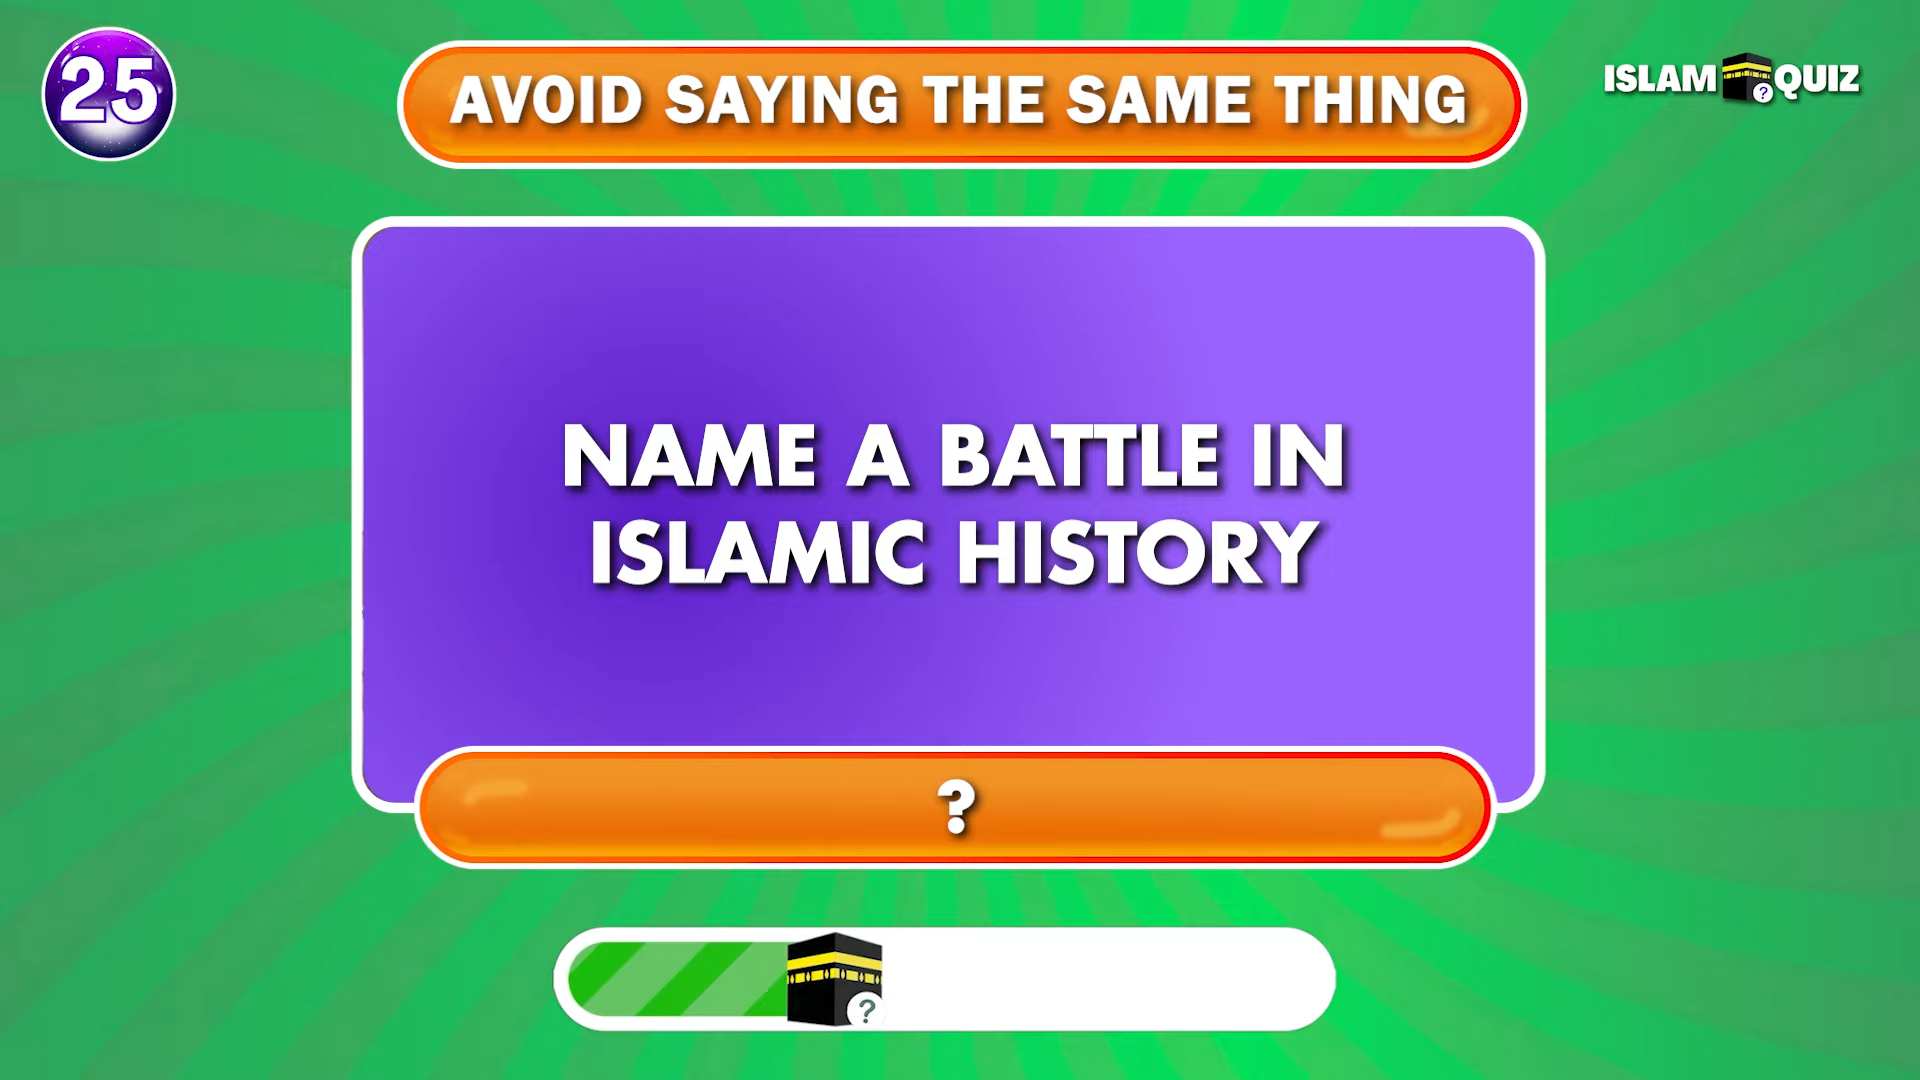 25
AVOID SAYING THE SAME THING
ISLAM ? QUIZ
NAME A BATTLE IN
ISLAMIC HISTORY
?
?